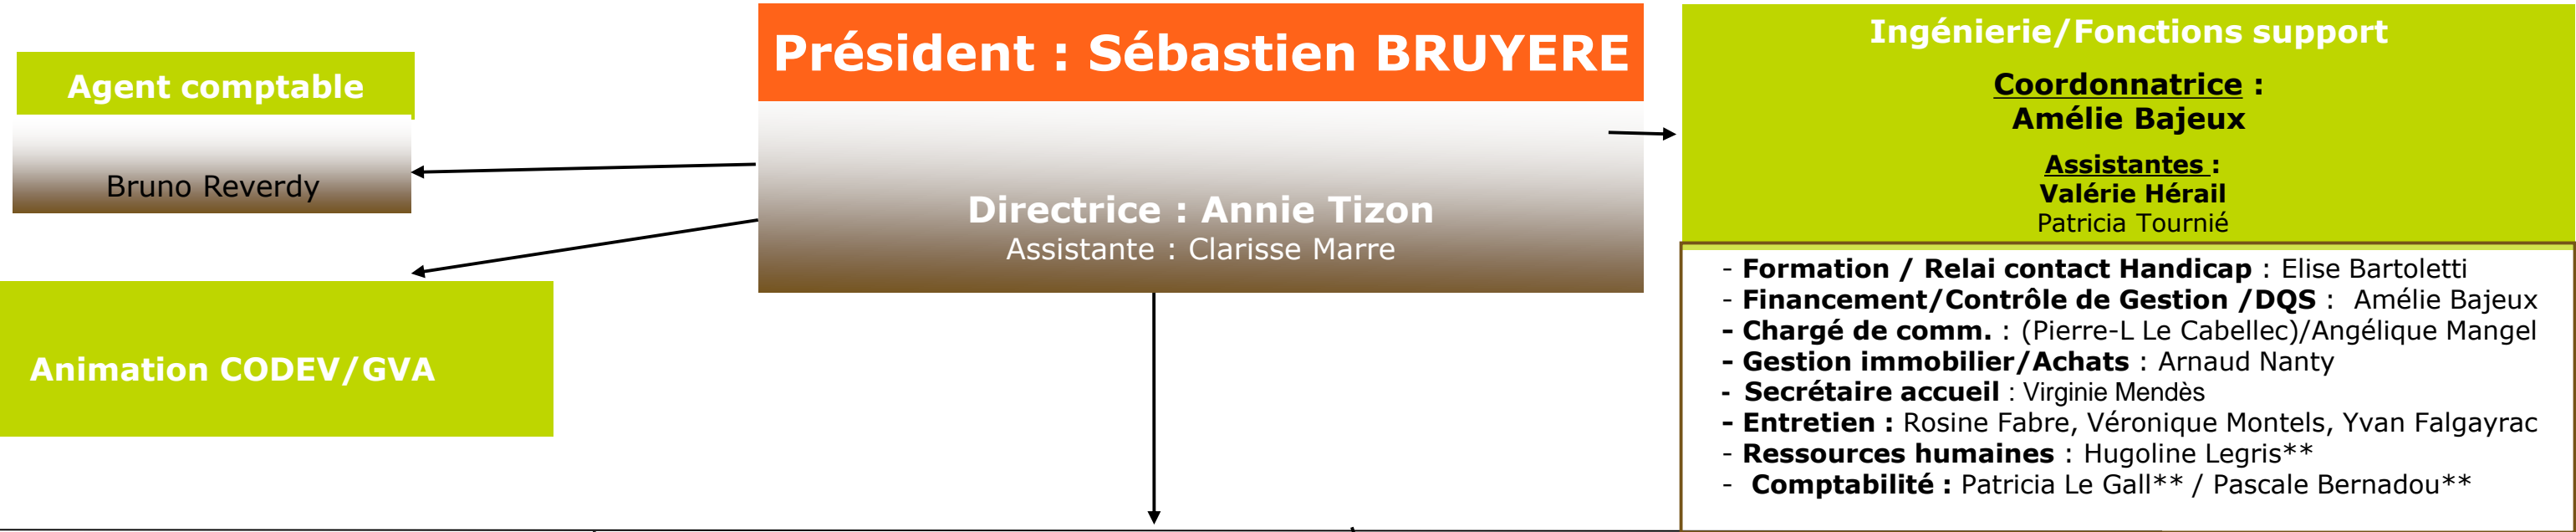 Président : Sébastien BRUYERE
Directrice : Annie Tizon
Assistante : Clarisse Marre
Agent comptable
Bruno Reverdy
Animation CODEV/GVA
Ingénierie/Fonctions support
Coordonnatrice :
Amélie Bajeux
Assistantes :
Valérie Hérail
Patricia Tournié
- Formation / Relai contact Handicap : Elise Bartoletti
- Financement/Contrôle de Gestion /DQS : Amélie Bajeux
- Chargé de comm. : (Pierre-L Le Cabellec)/Angélique Mangel
- Gestion immobilier/Achats : Arnaud Nanty
- Secrétaire accueil : Virginie Mendès
- Entretien : Rosine Fabre, Véronique Montels, Yvan Falgayrac
- Ressources humaines : Hugoline Legris**
- Comptabilité : Patricia Le Gall** / Pascale Bernadou**